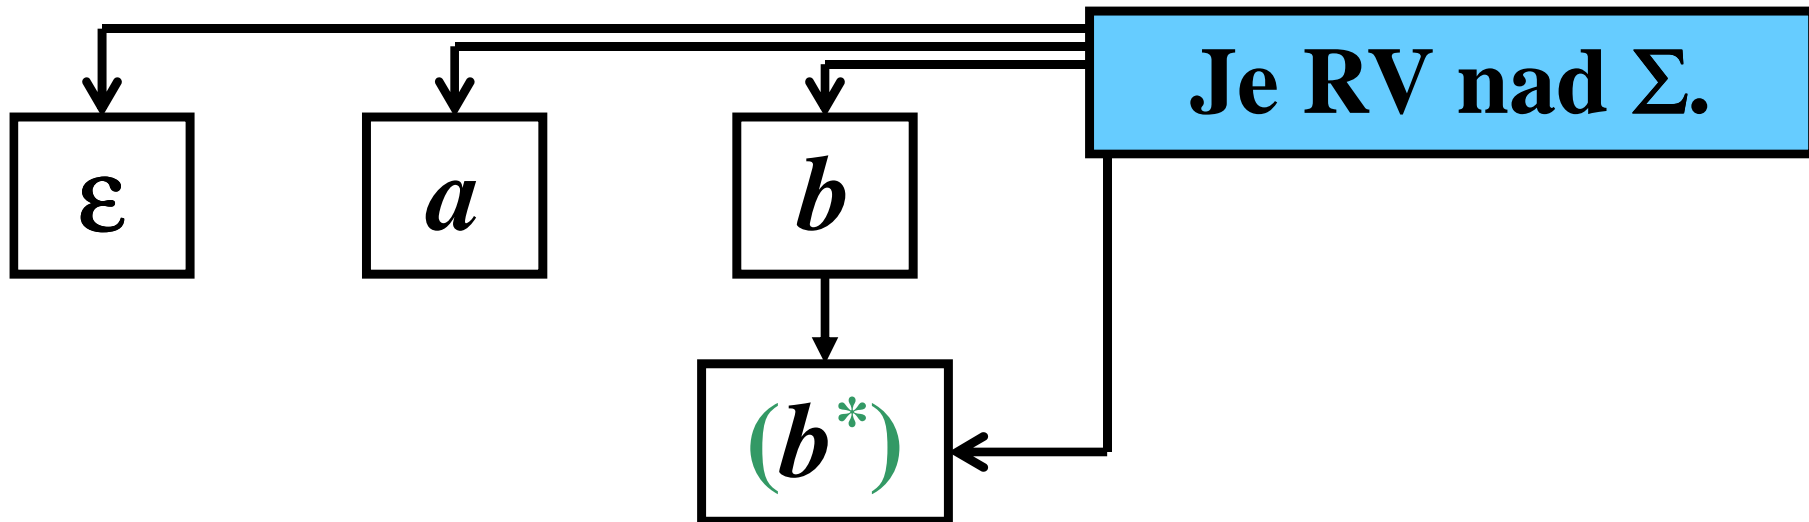 Je RV nad Σ.
ε
a
b
(b*)